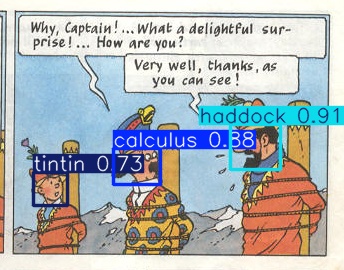 Why, Captain!...What a delightful sur-
prise!... How are you?
Very well, thanks, as
you can see!
haddock 0.91
calculus 0.88
tintin 0.73